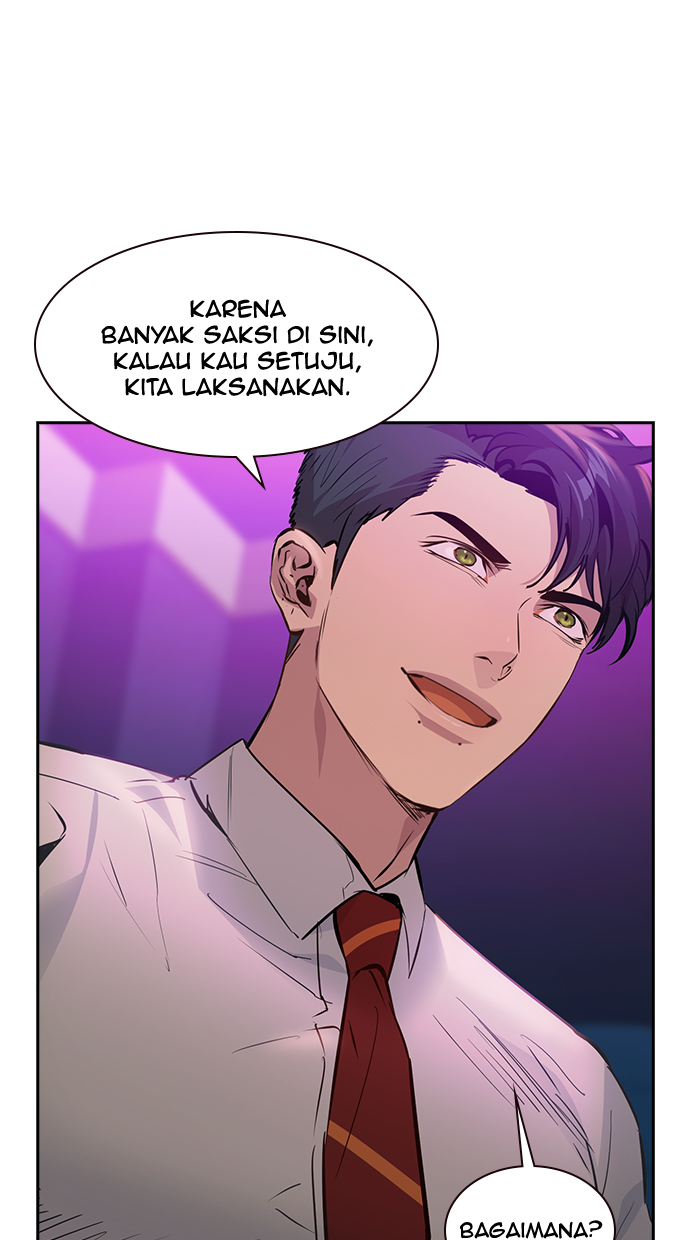 KARENA
BANYAK SAKSI DI SINI,
KALAU KAU SETUJU,
KITA LAKSANAKAN.
BAGAIMANA?